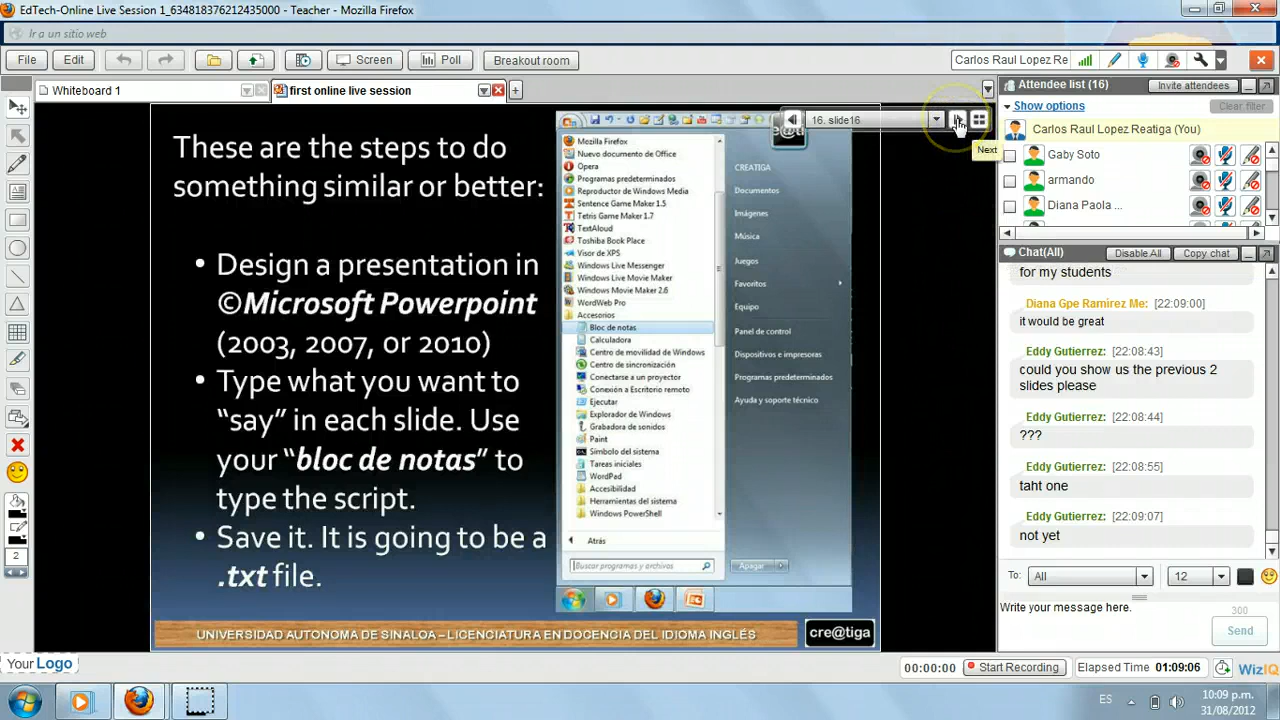 EdTech-Online Live Session 1_634818376212435000 - Teacher - Mozilla Firefox
Ir a un sitio web
File
Edit
Screen
Poll
Breakout room
Carlos Raul Lopez Re
Whiteboard 1
first online live session
These are the steps to do
something similar or better:
• Design a presentation in
©Microsoft Powerpoint
(2003, 2007, or 2010)
• Type what you want to
"say" in each slide. Use
your "bloc de notas" to
type the script.
• Save it. It is going to be a
.txt file.
16. slide16
Next
Mozilla Firefox
Nuevo documento de Office
Opera
Programas predeterminados
Reproductor de Windows Media
Sentence Game Maker 1.5
Tetris Game Maker 1.7
TextAloud
Toshiba Book Place
Visor de XPS
Windows Live Messenger
Windows Live Movie Maker
Windows Movie Maker 2.6
WordWeb Pro
Accesorios
Bloc de notas
Calculadora
Centro de movilidad de Windows
Centro de sincronización
Conectarse a un proyector
Conexión a Escritorio remoto
Ejecutar
Explorador de Windows
Grabadora de sonidos
Paint
Símbolo del sistema
Tareas iniciales
WordPad
Accesibilidad
Herramientas del sistema
Windows PowerShell
Atrás
Buscar programas y archivos
e@t
CREATIGA
Documentos
Imágenes
Música
Juegos
Favoritos
Equipo
Panel de control
Dispositivos e impresoras
Programas predeterminados
Ayuda y soporte técnico
Apagar
UNIVERSIDAD AUTONOMA DE SINALOA – LICENCIATURA EN DOCENCIA DEL IDIOMA INGLÉS
cre@tiga
Attendee list (16)
Invite attendees
Show options
Clear filter
Carlos Raul Lopez Reatiga (You)
Gaby Soto
armando
Diana Paola ...
Chat(All)
Disable All
Copy chat
for my students
Diana Gpe Ramirez Me: [22:09:00]
it would be great
Eddy Gutierrez: [22:08:43]
could you show us the previous 2
slides please
Eddy Gutierrez: [22:08:44]
???
Eddy Gutierrez: [22:08:55]
taht one
Eddy Gutierrez: [22:09:07]
not yet
To:
All
12
Write your message here.
300
Send
2
Your Logo
00:00:00
Start Recording
Elapsed Time
01:09:06
WizIQ
ES
10:09 p.m.
31/08/2012